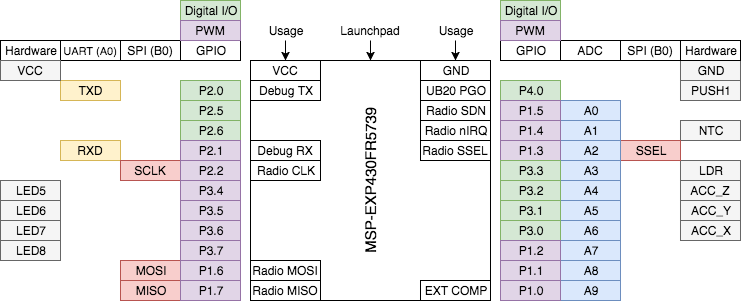 Digital I/O Digital I/O
PWM Usage Launchpad Usage PWM
Hardware UART (A0) SPI (B0) GPIO GPIO ADC SPI (B0) Hardware
VCC VCC GND GND
TXD P2.0 Debug TX UB20 PGO P4.0 PUSH1
P2.5 Radio SDN P1.5 A0
P2.6 Radio nIRQ P1.4 A1 NTC
RXD P2.1 Debug RX Radio SSEL P1.3 A2 SSEL
SCLK P2.2 Radio CLK P3.3 A3 LDR
LED5 P3.4 P3.2 A4 ACC_Z
LED6 P3.5 P3.1 A5 ACC_Y
LED7 P3.6 P3.0 A6 ACC_X
LED8 P3.7 P1.2 A7
MOSI P1.6 Radio MOSI P1.1 A8
MISO P1.7 Radio MISO EXT COMP P1.0 A9
MSP-EXP430FR5739